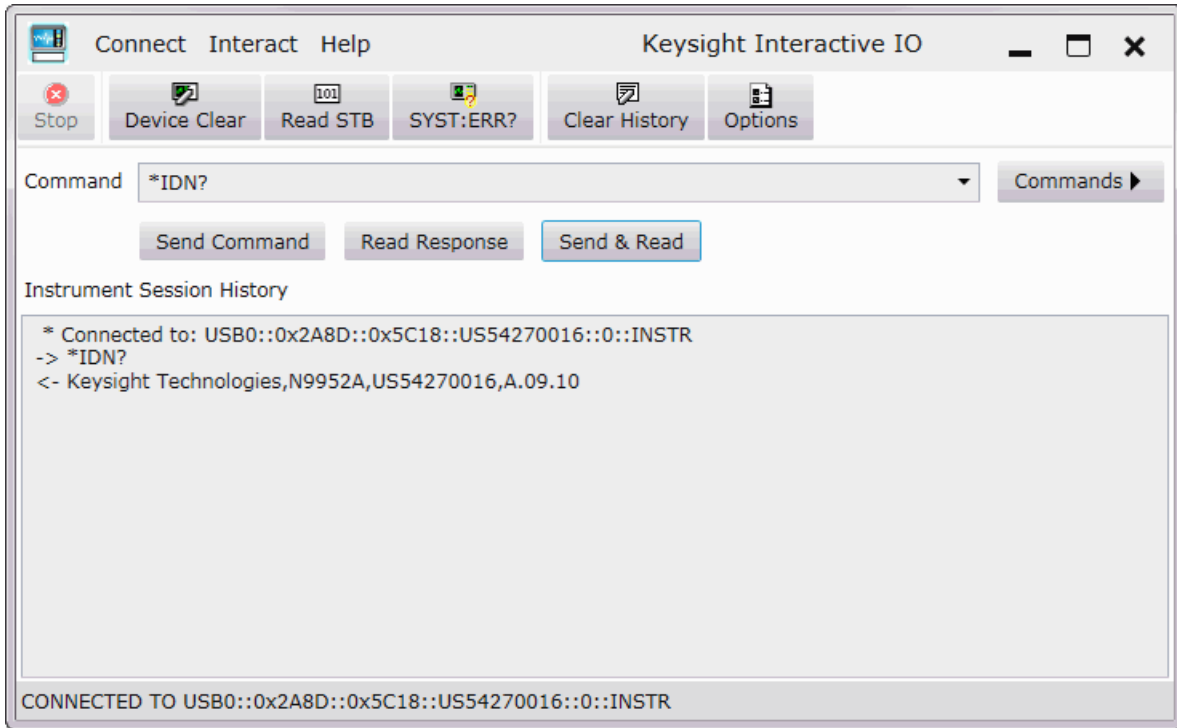 Connect Interact Help Keysight Interactive IO
Stop Device Clear Read STB SYST:ERR? Clear History Options
Command *IDN? Commands
Send Command Read Response Send & Read
Instrument Session History
* Connected to: USB0::0x2A8D::0x5C18::US54270016::0::INSTR
-> *IDN?
<- Keysight Technologies,N9952A,US54270016,A.09.10
CONNECTED TO USB0::0x2A8D::0x5C18::US54270016::0::INSTR